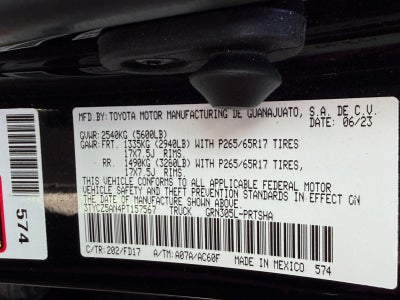 MFD.BY: TOYOTA MOTOR MANUFACTURING DE GUANAJUATO, S.A. DE C.V.
DATE: 06/23
GVWR: 2540KG (5600LB)
GAWR: FRT. 1335KG (2940LB) WITH P265/65R17 TIRES
17X7.5J RIMS
RR. 1490KG (3280LB) WITH P265/65R17 TIRES,
17X7.5J RIMS
THIS VEHICLE CONFORMS TO ALL APPLICABLE FEDERAL MOTOR
VEHICLE SAFETY AND THEFT PREVENTION STANDARDS IN EFFECT ON
THE DATE OF MANUFACTURE SHOWN ABOVE.
3TYCZ5AN4PT157567 TRUCK GRN305L-PRTSHA
C/TR: 202/FD17 A/TM: A07A/AC60F MADE IN MEXICO 574
574